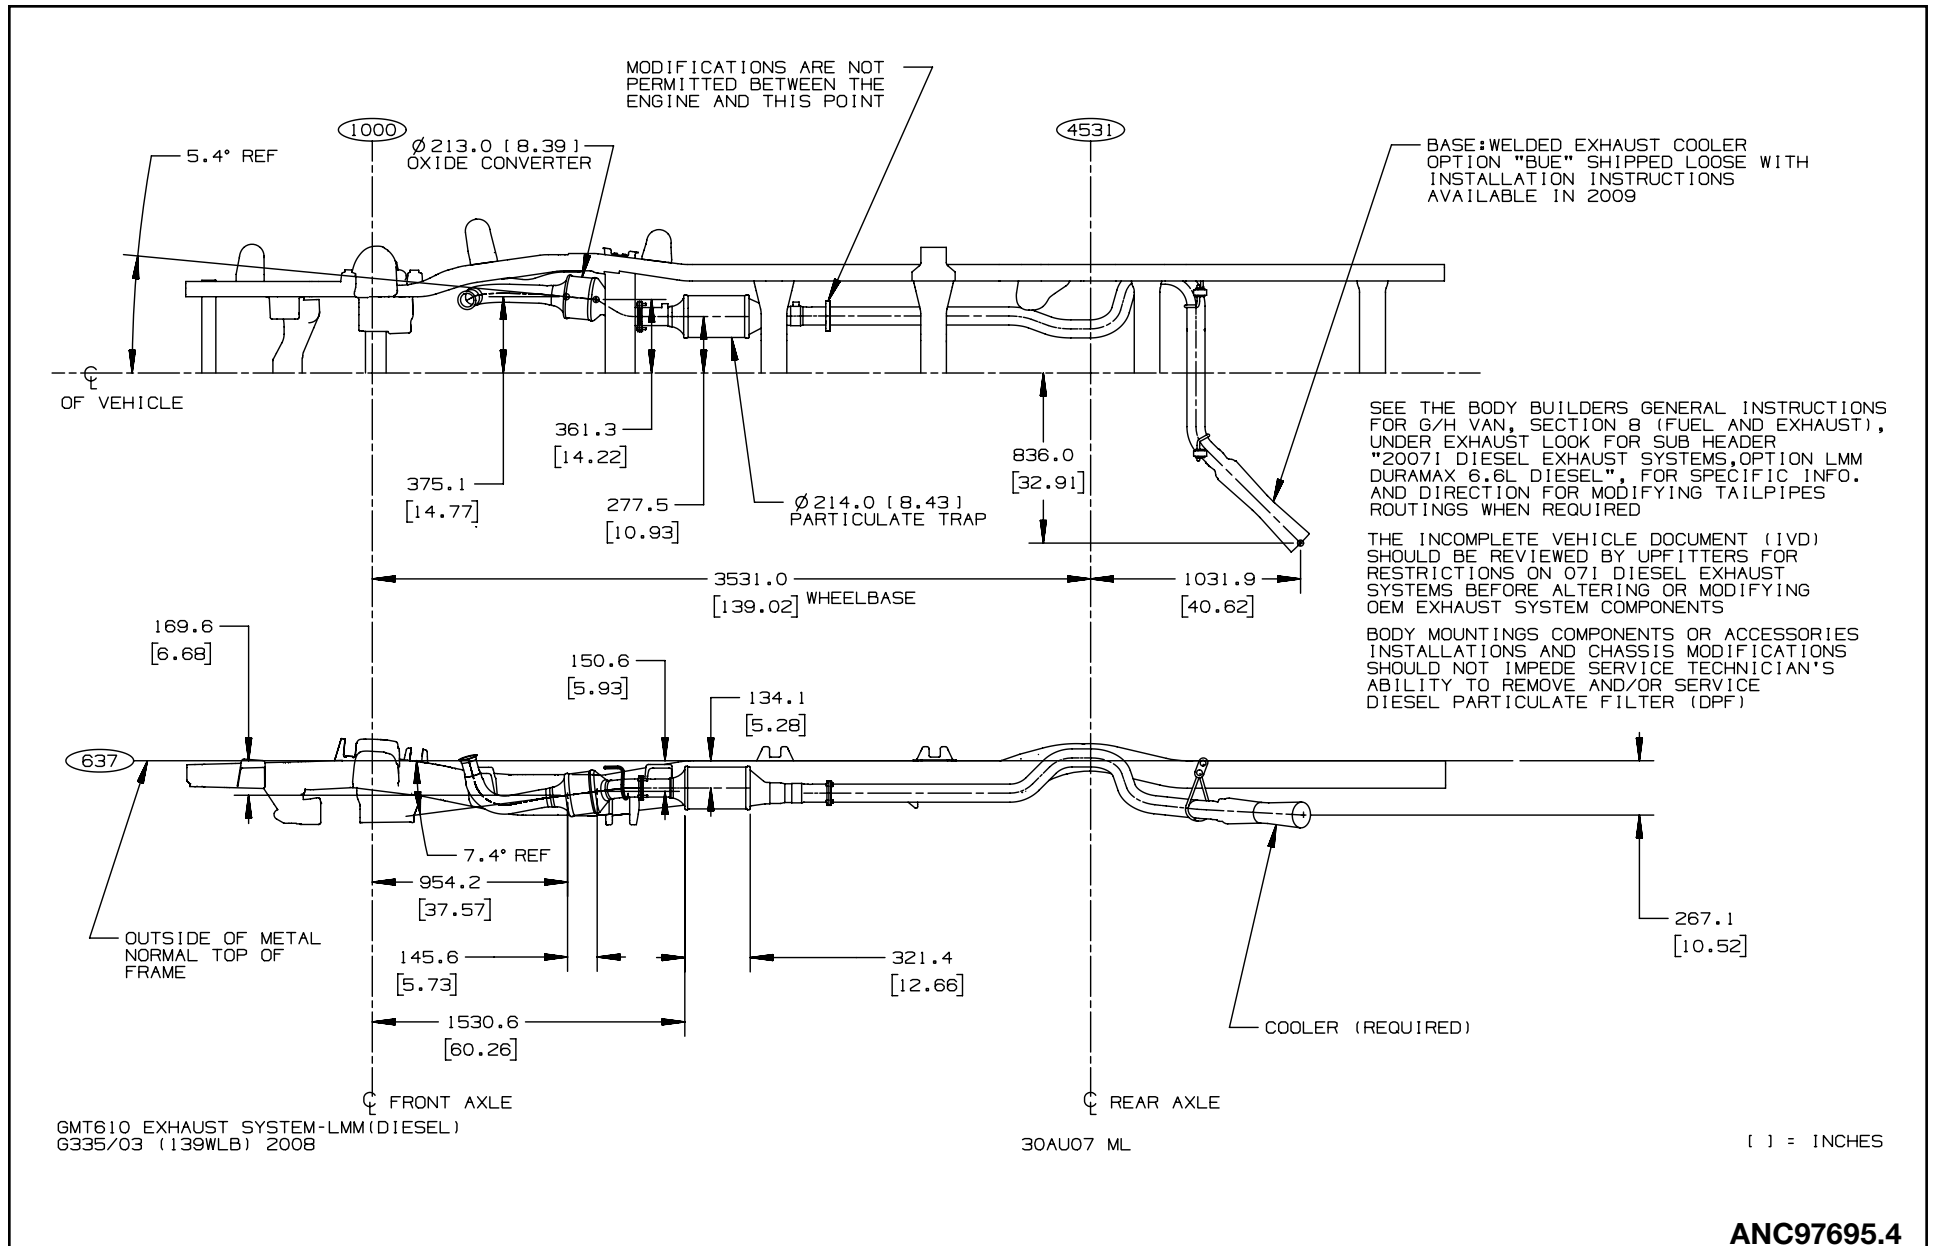 MODIFICATIONS ARE NOT
PERMITTED BETWEEN THE
ENGINE AND THIS POINT
1000
4531
5.4° REF
Ø213.0 [8.39]
OXIDE CONVERTER
BASE:WELDED EXHAUST COOLER
OPTION "BUE" SHIPPED LOOSE WITH
INSTALLATION INSTRUCTIONS
AVAILABLE IN 2009
℄
OF VEHICLE
361.3
[14.22]
375.1
[14.77]
277.5
[10.93]
Ø214.0 [8.43]
PARTICULATE TRAP
836.0
[32.91]
SEE THE BODY BUILDERS GENERAL INSTRUCTIONS
FOR G/H VAN, SECTION 8 (FUEL AND EXHAUST),
UNDER EXHAUST LOOK FOR SUB HEADER
"2007I DIESEL EXHAUST SYSTEMS,OPTION LMM
DURAMAX 6.6L DIESEL", FOR SPECIFIC INFO.
AND DIRECTION FOR MODIFYING TAILPIPES
ROUTINGS WHEN REQUIRED
THE INCOMPLETE VEHICLE DOCUMENT (IVD)
SHOULD BE REVIEWED BY UPFITTERS FOR
RESTRICTIONS ON 07I DIESEL EXHAUST
SYSTEMS BEFORE ALTERING OR MODIFYING
OEM EXHAUST SYSTEM COMPONENTS
BODY MOUNTINGS COMPONENTS OR ACCESSORIES
INSTALLATIONS AND CHASSIS MODIFICATIONS
SHOULD NOT IMPEDE SERVICE TECHNICIAN'S
ABILITY TO REMOVE AND/OR SERVICE
DIESEL PARTICULATE FILTER (DPF)
3531.0
[139.02] WHEELBASE
1031.9
[40.62]
169.6
[6.68]
150.6
[5.93]
134.1
[5.28]
637
7.4° REF
954.2
[37.57]
OUTSIDE OF METAL
NORMAL TOP OF
FRAME
145.6
[5.73]
321.4
[12.66]
267.1
[10.52]
1530.6
[60.26]
COOLER (REQUIRED)
℄ FRONT AXLE
℄ REAR AXLE
GMT610 EXHAUST SYSTEM-LMM(DIESEL)
G335/03 (139WLB) 2008
30AU07 ML
[ ] = INCHES
ANC97695.4